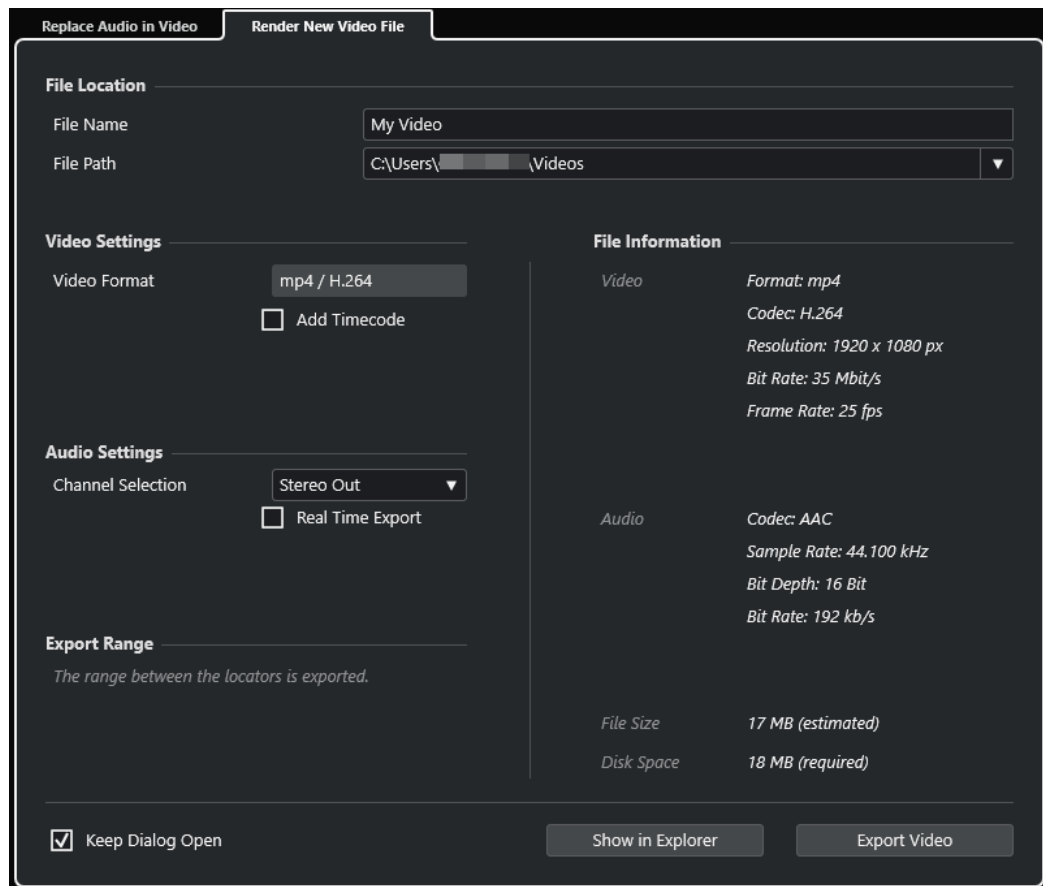 Replace Audio in Video
Render New Video File
File Location
File Name
My Video
File Path
C:\Users\ \Videos
Video Settings
Video Format
mp4 / H.264
Add Timecode
Audio Settings
Channel Selection
Stereo Out
Real Time Export
Export Range
The range between the locators is exported.
File Information
Video
Format: mp4
Codec: H.264
Resolution: 1920 x 1080 px
Bit Rate: 35 Mbit/s
Frame Rate: 25 fps
Audio
Codec: AAC
Sample Rate: 44.100 kHz
Bit Depth: 16 Bit
Bit Rate: 192 kb/s
File Size
17 MB (estimated)
Disk Space
18 MB (required)
Keep Dialog Open
Show in Explorer
Export Video